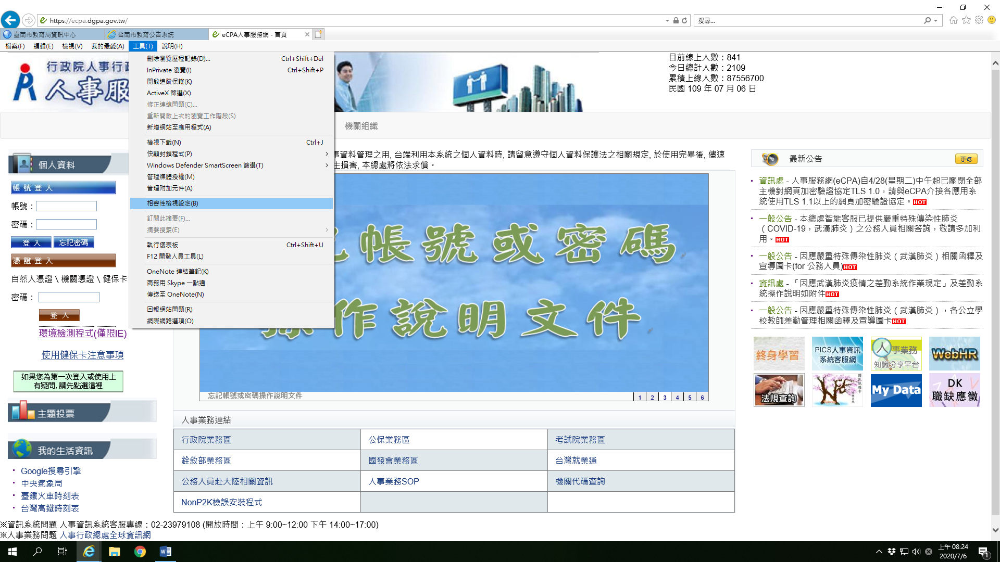 https://ecpa.dgpa.gov.tw/
搜尋...
臺南市教育局資訊中心
台南市教育公告系統
eCPA人事服務網 - 首頁
檔案(F) 編輯(E) 檢視(V) 我的最愛(A) 工具(T) 說明(H)
刪除瀏覽歷程記錄(D)... Ctrl+Shift+Del
InPrivate 瀏覽(I) Ctrl+Shift+P
開啟追蹤保護(K)
ActiveX 篩選(X)
修正連線問題(C)...
重新開啟上次的瀏覽工作階段(S)
新增網站至應用程式(A)
檢視下載(N) Ctrl+J
快顯封鎖程式(P)
Windows Defender SmartScreen 篩選(T)
管理媒體授權(M)
管理附加元件(A)
相容性檢視設定(B)
訂閱此摘要(F)...
摘要搜索(E)
執行儀表板 Ctrl+Shift+U
F12 開發人員工具(L)
OneNote 連結筆記(K)
商務用 Skype 一點通
傳送至 OneNote(N)
回報網站問題(R)
網際網路選項(O)
行政院人事行政
人事服
目前線上人數：841
今日總計人數：2109
累積上線人數：87556700
民國 109 年 07 月 06 日
機關組織
個人資料
帳 號 登 入
帳號：
密碼：
登 入 忘記密碼
憑 證 登 入
自然人憑證 \ 機關憑證 \ 健保卡
密碼：
登 入
環境檢測程式(僅限IE)
使用健保卡注意事項
如果您為第一次登入或使用上
有疑問, 請先點選這裡
主題投票
我的生活資訊
Google搜尋引擎
中央氣象局
臺鐵火車時刻表
台灣高鐵時刻表
事資料管理之用, 台端利用本系統之個人資料時, 請留意遵守個人資料保護法之相關規定, 於使用完畢後, 儘速
生損害, 本總處將依法求償。
帳號或密碼
操作說明文件
忘記帳號或密碼操作說明文件
1 2 3 4 5 6
人事業務連結
行政院業務區 公保業務區 考試院業務區
銓敘部業務區 國發會業務區 台灣就業通
公務人員赴大陸相關資訊 人事業務SOP 機關代碼查詢
NonP2K檢誤安裝程式
最新公告 更多
資訊處 - 人事服務網(eCPA)自4/28(星期二)中午起已關閉全部
主機對網頁加密驗證協定TLS 1.0，請與eCPA介接各應用系
統使用TLS 1.1以上的網頁加密驗證協定。HOT
一般公告 - 本總處智能客服已提供嚴重特殊傳染性肺炎
（COVID-19，武漢肺炎）之公務人員相關答詢，敬請多加利
用。HOT
一般公告 - 因應嚴重特殊傳染性肺炎（武漢肺炎）相關函釋及
宣導圖卡(for 公務人員)HOT
資訊處 - 「因應武漢肺炎疫情之差勤系統作業規定」及差勤系
統操作說明如附件HOT
一般公告 - 因應嚴重特殊傳染性肺炎（武漢肺炎），各公立學
校教師差勤管理相關函釋及宣導圖卡HOT
終身學習
PICS人事資訊
系統客服網
人事業務
知識分享平台
WebHR
法規查詢
國民旅遊卡
My Data
DK
職缺應徵
※資訊系統問題 人事資訊系統客服專線：02-23979108 (開放時間：上午 9:00~12:00 下午 14:00~17:00)
※人事業務問題 人事行政總處全球資訊網
上午 08:24
2020/7/6
1